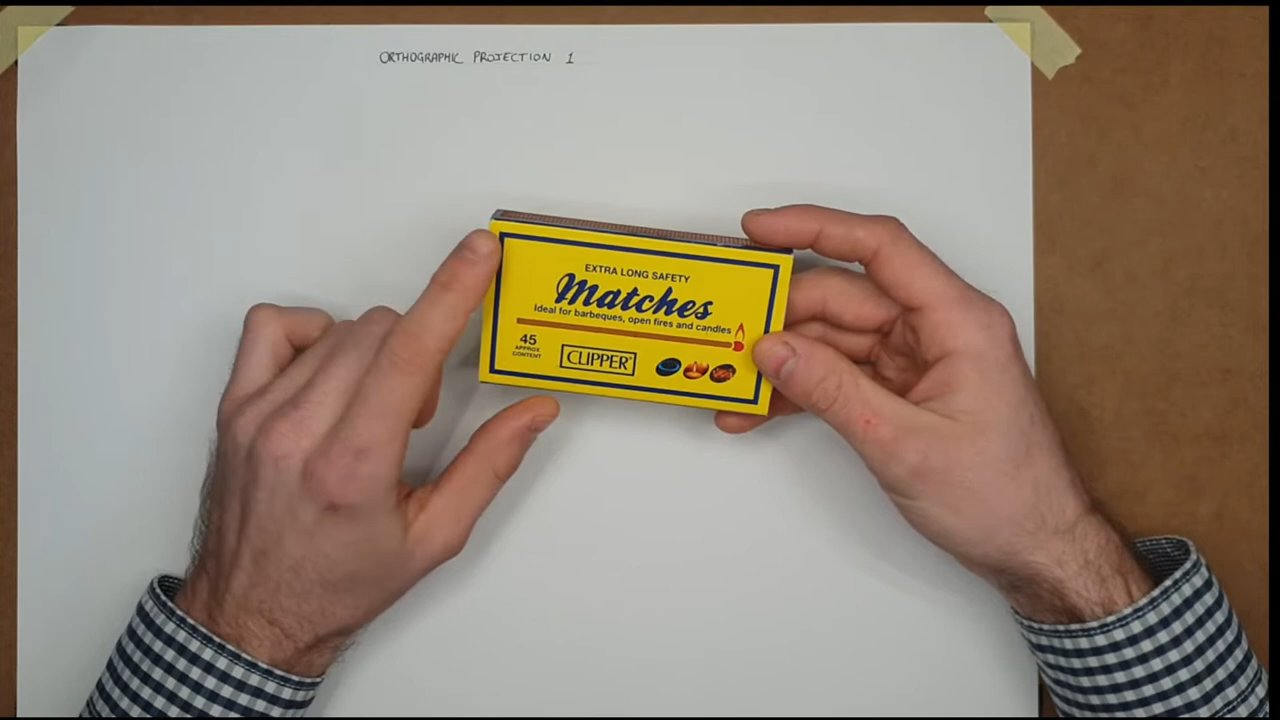 ORTHOGRAPHIC PROJECTION 1
EXTRA LONG SAFETY
Matches
Ideal for barbeques, open fires and candles
45
APPROX
CONTENT
CLIPPER®